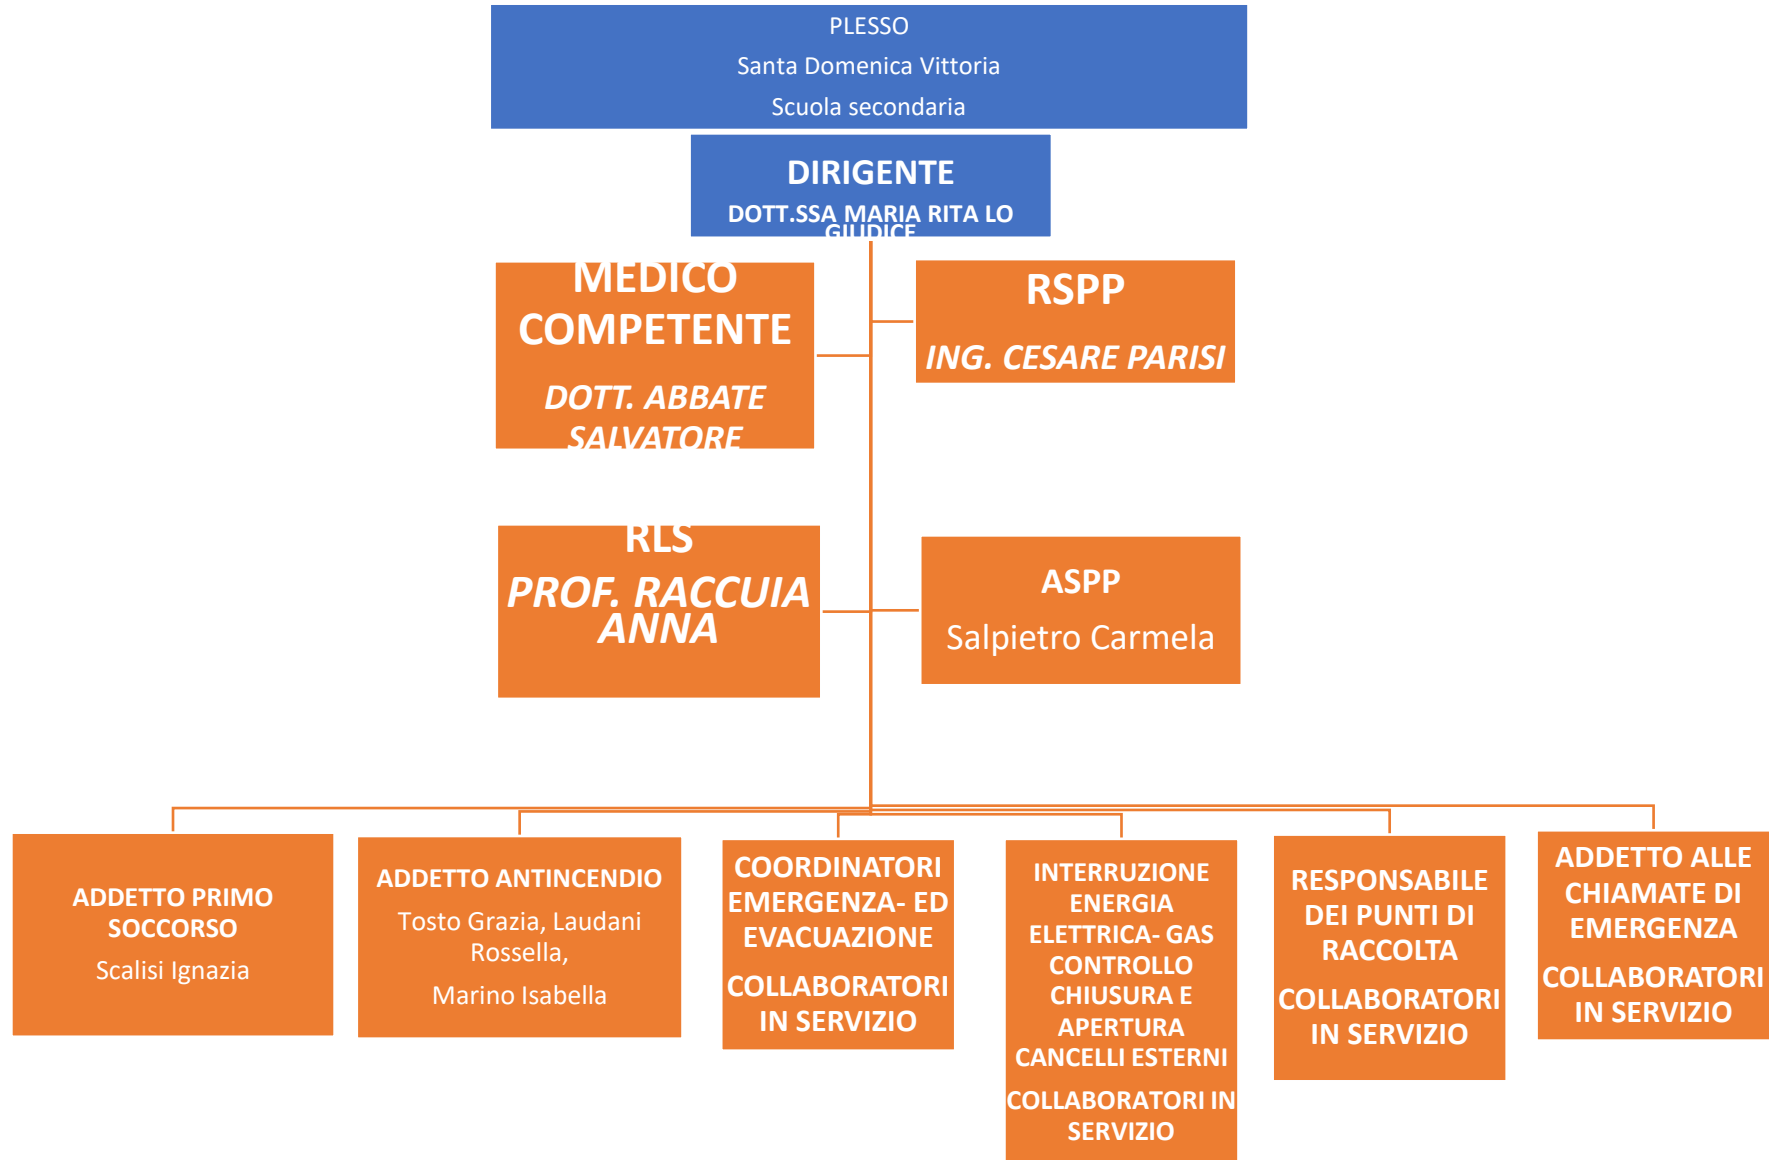 PLESSO
Santa Domenica Vittoria
Scuola secondaria
DIRIGENTE
DOTT.SSA MARIA RITA LO
GIUDICE
MEDICO
COMPETENTE
DOTT. ABBATE
SALVATORE
RSPP
ING. CESARE PARISI
RLS
PROF. RACCUIA
ANNA
ASPP
Salpietro Carmela
ADDETTO PRIMO
SOCCORSO
Scalisi Ignazia
ADDETTO ANTINCENDIO
Tosto Grazia, Laudani
Rossella,
Marino Isabella
COORDINATORI
EMERGENZA- ED
EVACUAZIONE
COLLABORATORI
IN SERVIZIO
INTERRUZIONE
ENERGIA
ELETTRICA- GAS
CONTROLLO
CHIUSURA E
APERTURA
CANCELLI ESTERNI
COLLABORATORI IN
SERVIZIO
RESPONSABILE
DEI PUNTI DI
RACCOLTA
COLLABORATORI
IN SERVIZIO
ADDETTO ALLE
CHIAMATE DI
EMERGENZA
COLLABORATORI
IN SERVIZIO